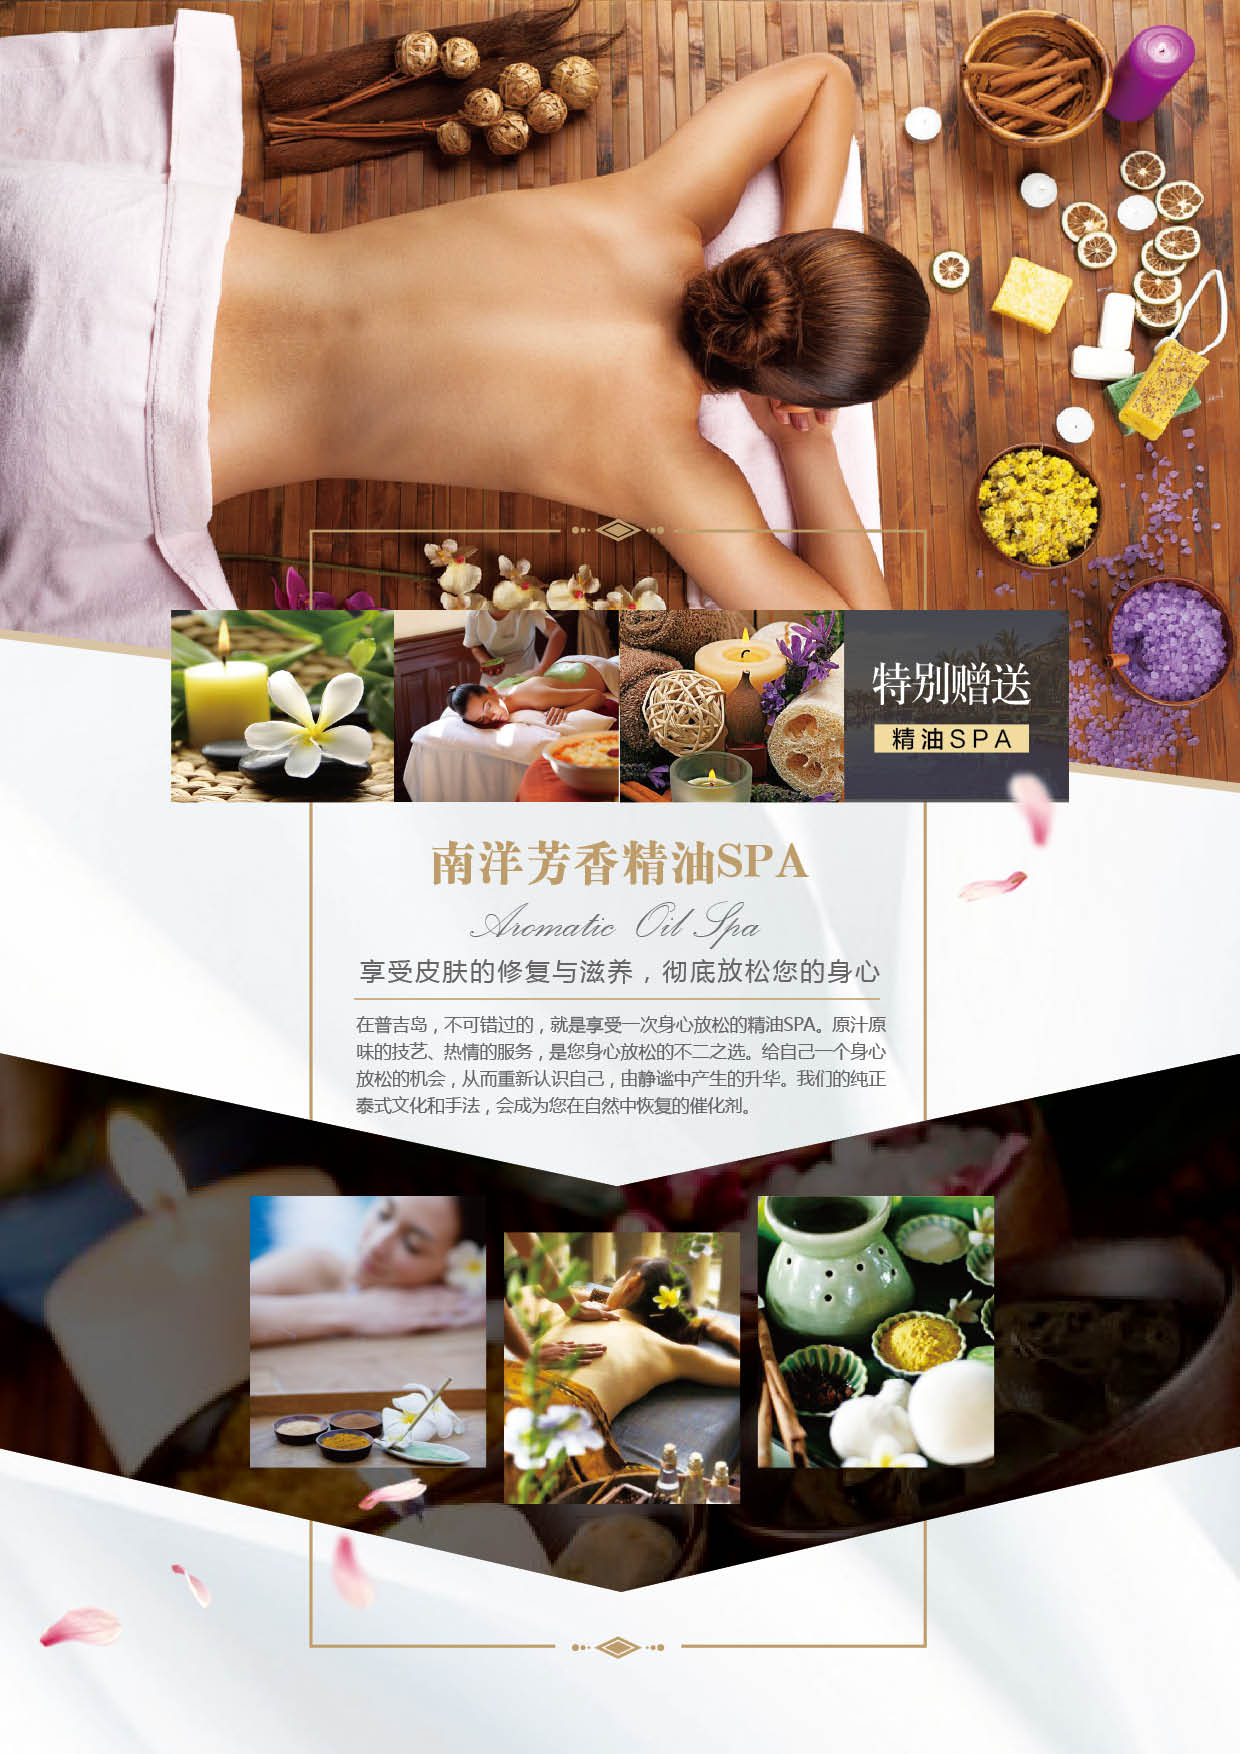 特别赠送
精油SPA
南洋芳香精油SPA
Aromatic Oil Spa
享受皮肤的修复与滋养，彻底放松您的身心
在普吉岛，不可错过的，就是享受一次身心放松的精油SPA。原汁原
味的技艺、热情的服务，是您身心放松的不二之选。给自己一个身心
放松的机会，从而重新认识自己，由静谧中产生的升华。我们的纯正
泰式文化和手法，会成为您在自然中恢复的催化剂。